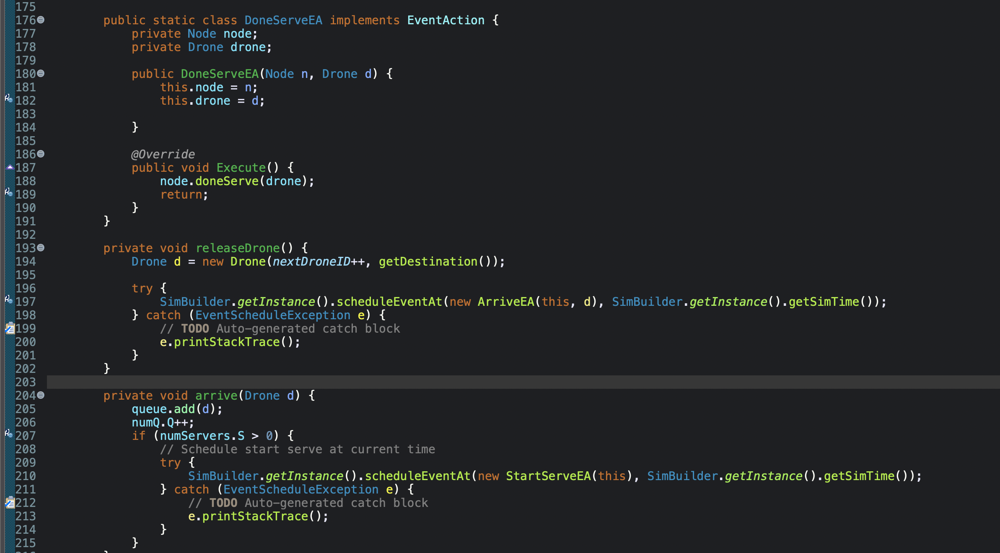 175
176 public static class DoneServeEA implements EventAction {
177 private Node node;
178 private Drone drone;
179
180 public DoneServeEA(Node n, Drone d) {
181 this.node = n;
182 this.drone = d;
183
184 }
185
186 @Override
187 public void Execute() {
188 node.doneServe(drone);
189 return;
190 }
191 }
192
193 private void releaseDrone() {
194 Drone d = new Drone(nextDroneID++, getDestination());
195
196 try {
197 SimBuilder.getInstance().scheduleEventAt(new ArriveEA(this, d), SimBuilder.getInstance().getSimTime());
198 } catch (EventScheduleException e) {
199 // TODO Auto-generated catch block
200 e.printStackTrace();
201 }
202 }
203
204 private void arrive(Drone d) {
205 queue.add(d);
206 numQ.Q++;
207 if (numServers.S > 0) {
208 // Schedule start serve at current time
209 try {
210 SimBuilder.getInstance().scheduleEventAt(new StartServeEA(this), SimBuilder.getInstance().getSimTime());
211 } catch (EventScheduleException e) {
212 // TODO Auto-generated catch block
213 e.printStackTrace();
214 }
215 }